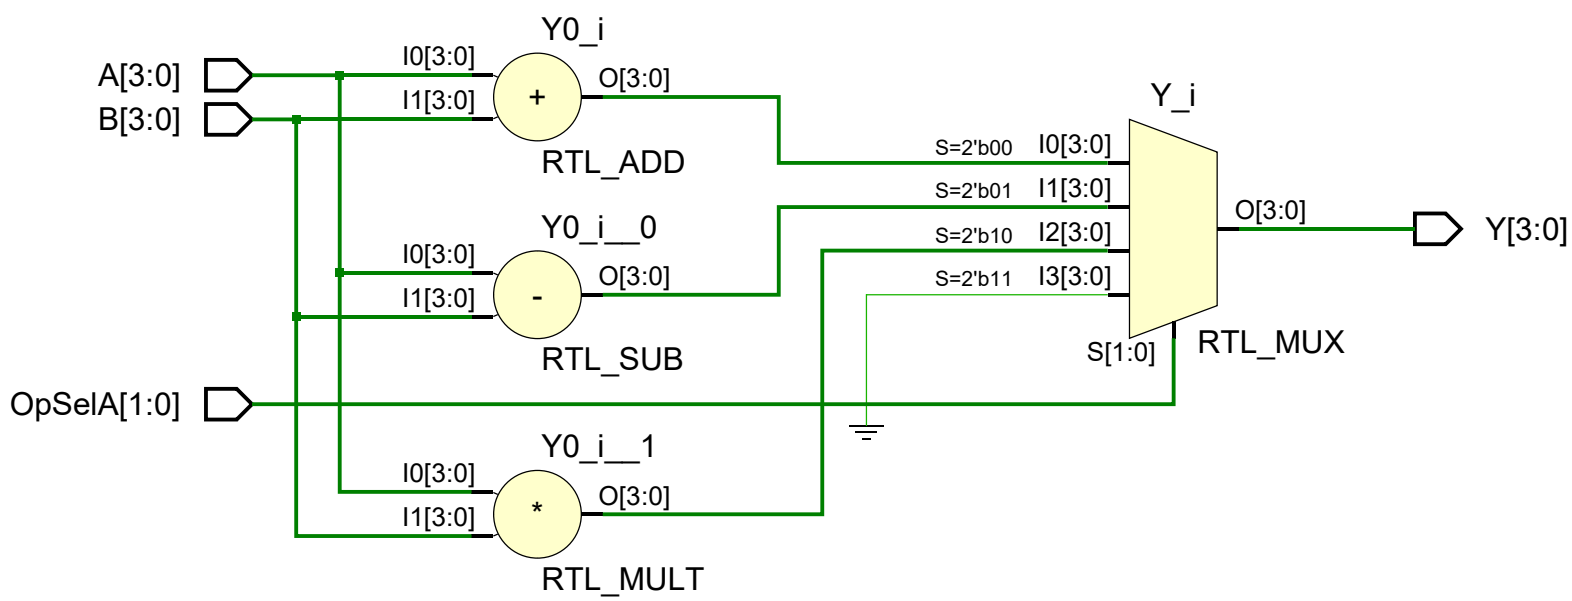 A[3:0]
B[3:0]
OpSelA[1:0]
Y0_i
I0[3:0]
I1[3:0]
+
O[3:0]
RTL_ADD
Y0_i__0
I0[3:0]
I1[3:0]
-
O[3:0]
RTL_SUB
Y0_i__1
I0[3:0]
I1[3:0]
*
O[3:0]
RTL_MULT
Y_i
S=2'b00 I0[3:0]
S=2'b01 I1[3:0]
S=2'b10 I2[3:0]
S=2'b11 I3[3:0]
S[1:0]
RTL_MUX
O[3:0]
Y[3:0]